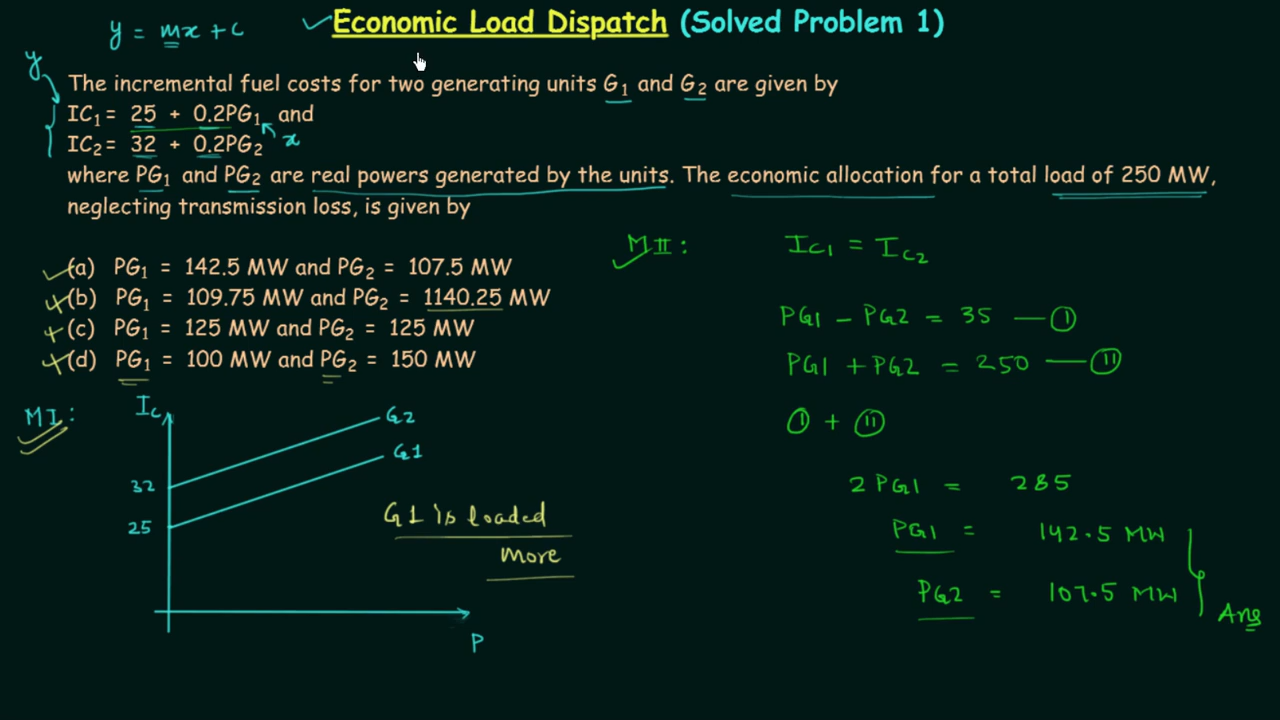 y = mx + c
Economic Load Dispatch (Solved Problem 1)
y
The incremental fuel costs for two generating units G₁ and G₂ are given by
IC₁ = 25 + 0.2PG₁ and
IC₂ = 32 + 0.2PG₂
x
where PG₁ and PG₂ are real powers generated by the units. The economic allocation for a total load of 250 MW,
neglecting transmission loss, is given by
(a) PG₁ = 142.5 MW and PG₂ = 107.5 MW
(b) PG₁ = 109.75 MW and PG₂ = 1140.25 MW
(c) PG₁ = 125 MW and PG₂ = 125 MW
(d) PG₁ = 100 MW and PG₂ = 150 MW
MI:
Ic
G2
G1
32
25
G1 is loaded
more
P
MII:
IC1 = IC2
PG1 - PG2 = 35 — I
PG1 + PG2 = 250 — II
I + II
2 PG1 = 285
PG1 = 142.5 MW
PG2 = 107.5 MW
Ans